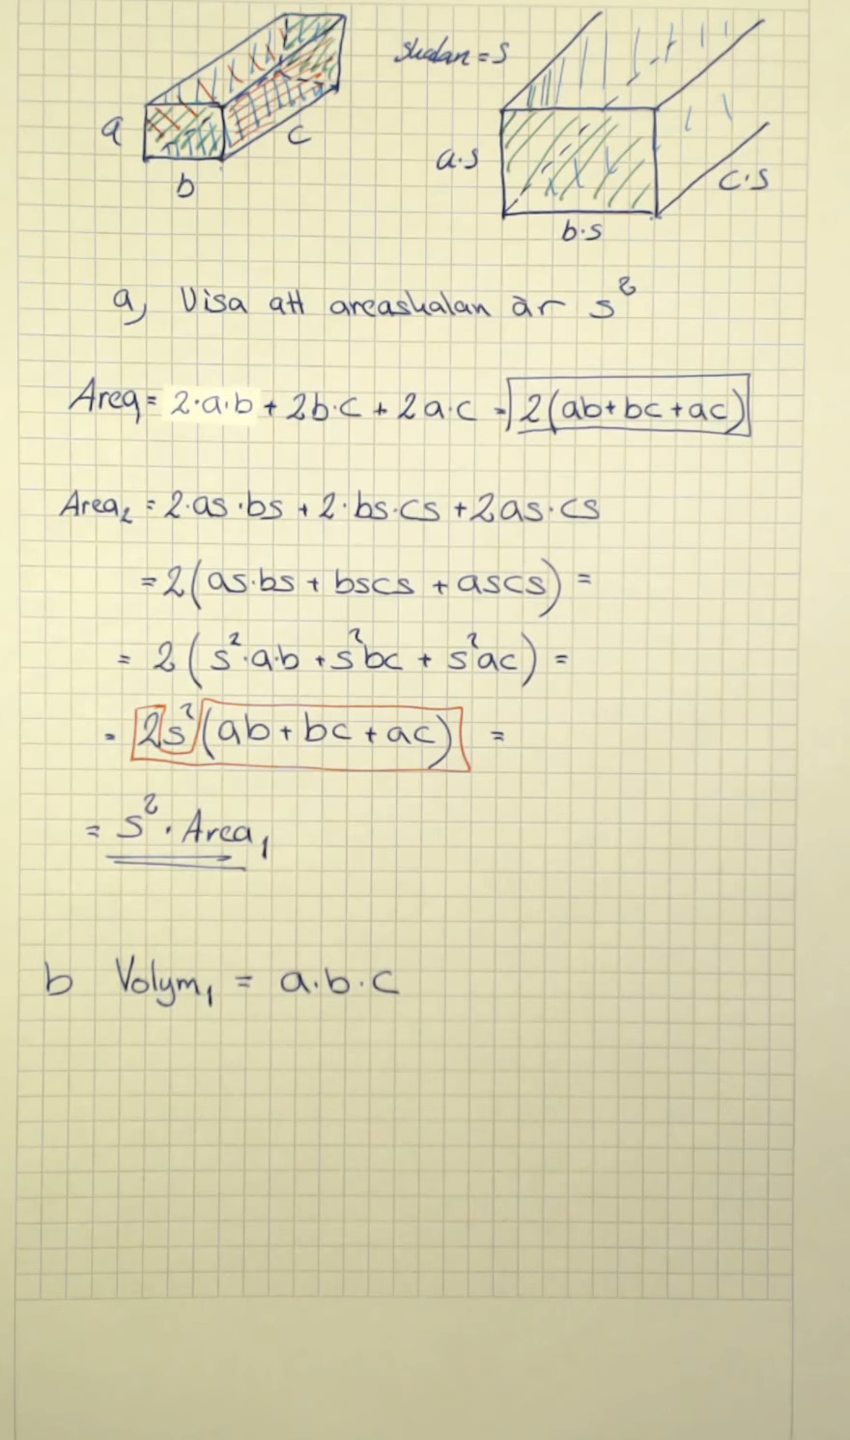 skalan = s
a
b
c
a·s
b·s
c·s
a, Visa att areaskalan är s²
Area = 2·a·b + 2b·c + 2a·c = 2(ab+bc+ac)
Area₂ = 2·as·bs + 2·bs·cs + 2as·cs
= 2(as·bs + bscs + ascs) =
= 2(s²·a·b + s²bc + s²ac) =
= 2s²(ab + bc + ac) =
= s² · Area₁
b Volym₁ = a·b·c